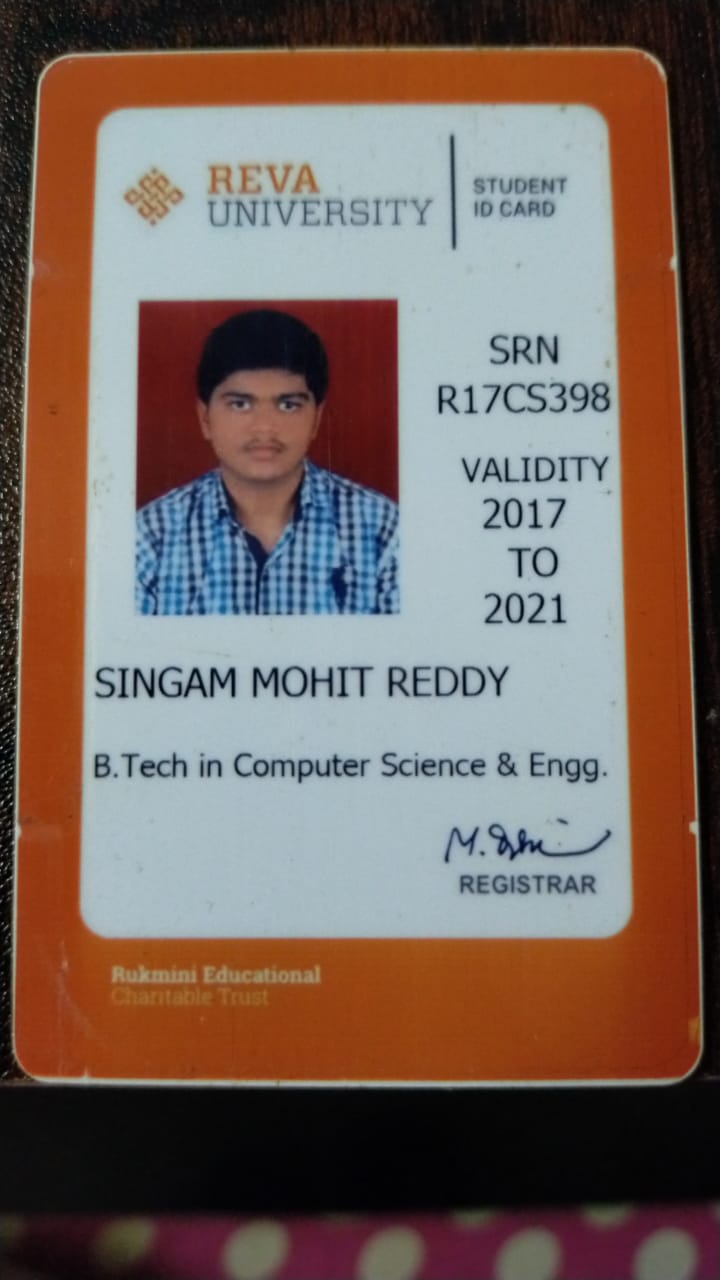 REVA
UNIVERSITY
STUDENT
ID CARD
SRN
R17CS398
VALIDITY
2017
TO
2021
SINGAM MOHIT REDDY
B.Tech in Computer Science & Engg.
REGISTRAR
Rukmini Educational
Charitable Trust